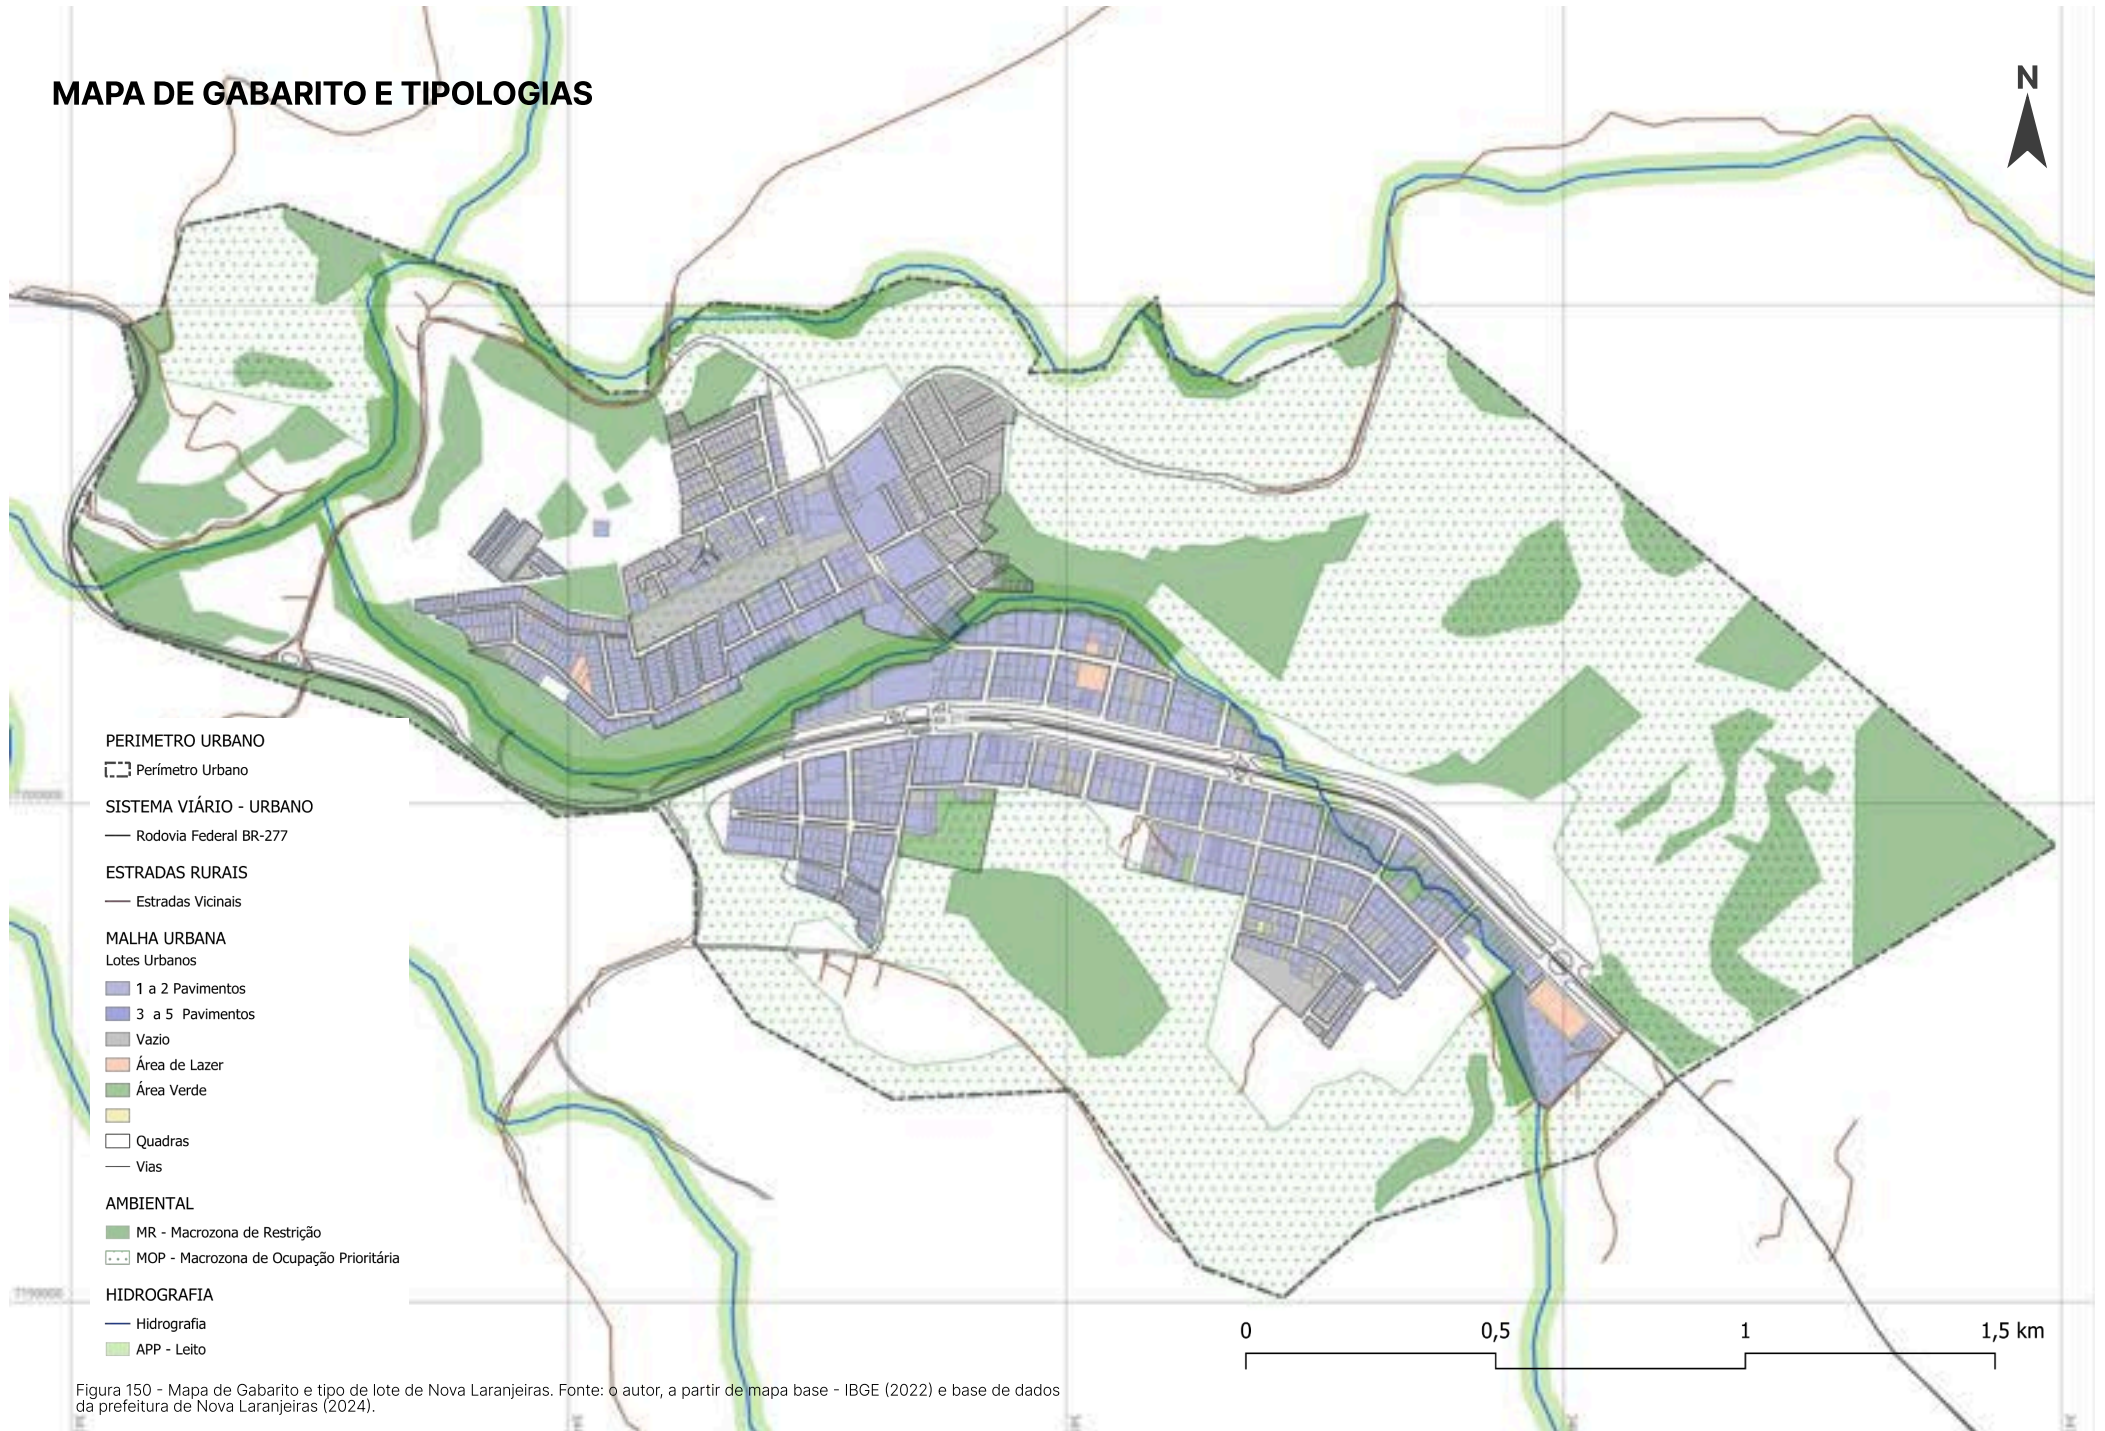 MAPA DE GABARITO E TIPOLOGIAS
N
PERIMETRO URBANO
Perímetro Urbano
SISTEMA VIÁRIO - URBANO
Rodovia Federal BR-277
ESTRADAS RURAIS
Estradas Vicinais
MALHA URBANA
Lotes Urbanos
1 a 2 Pavimentos
3 a 5 Pavimentos
Vazio
Área de Lazer
Área Verde
Quadras
Vias
AMBIENTAL
MR - Macrozona de Restrição
MOP - Macrozona de Ocupação Prioritária
HIDROGRAFIA
Hidrografia
APP - Leito
0 0,5 1 1,5 km
Figura 150 - Mapa de Gabarito e tipo de lote de Nova Laranjeiras. Fonte: o autor, a partir de mapa base - IBGE (2022) e base de dados
da prefeitura de Nova Laranjeiras (2024).